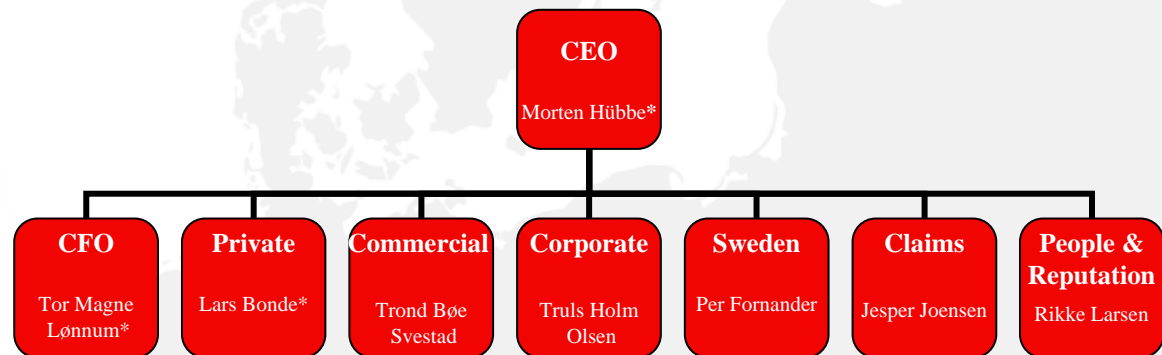 CEO
Morten Hübbe*
CFO
Tor Magne
Lønnum*
Private
Lars Bonde*
Commercial
Trond Bøe
Svestad
Corporate
Truls Holm
Olsen
Sweden
Per Fornander
Claims
Jesper Joensen
People &
Reputation
Rikke Larsen